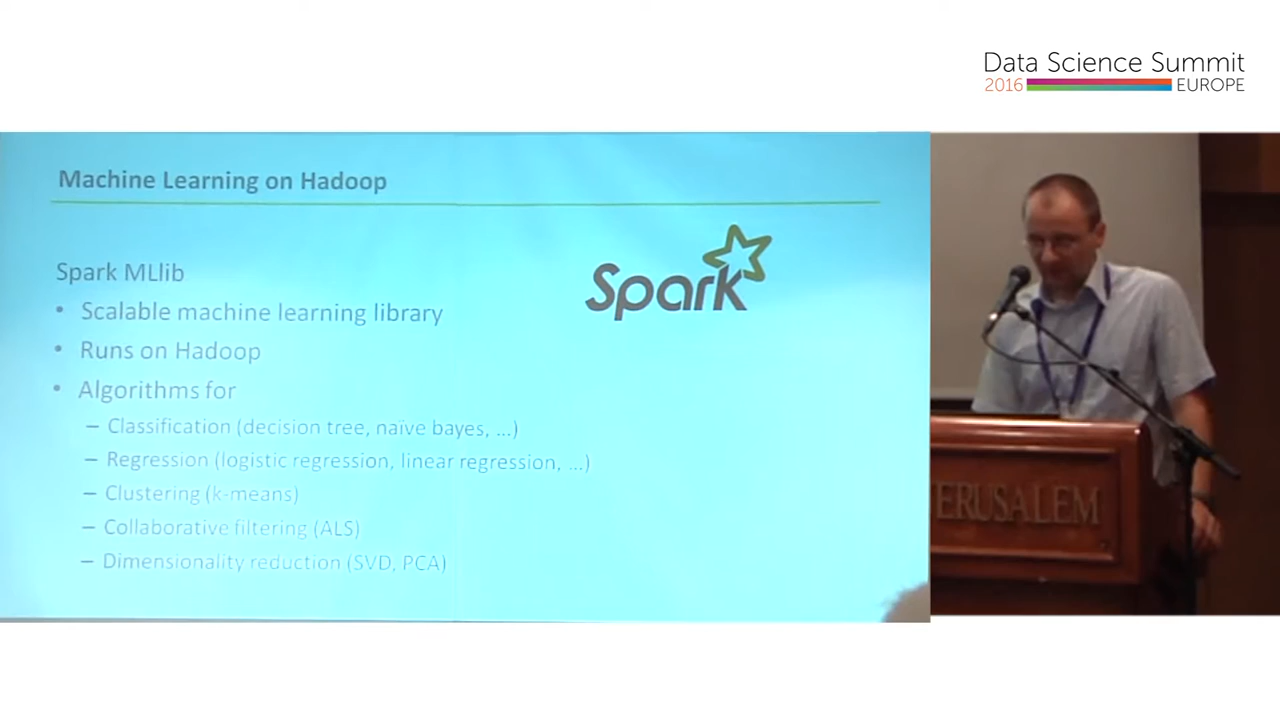 Data Science Summit
2016 EUROPE
Machine Learning on Hadoop
Spark
Spark MLlib
• Scalable machine learning library
• Runs on Hadoop
• Algorithms for
– Classification (decision tree, naïve bayes, ...)
– Regression (logistic regression, linear regression, ...)
– Clustering (k-means)
– Collaborative filtering (ALS)
– Dimensionality reduction (SVD, PCA)
JERUSALEM